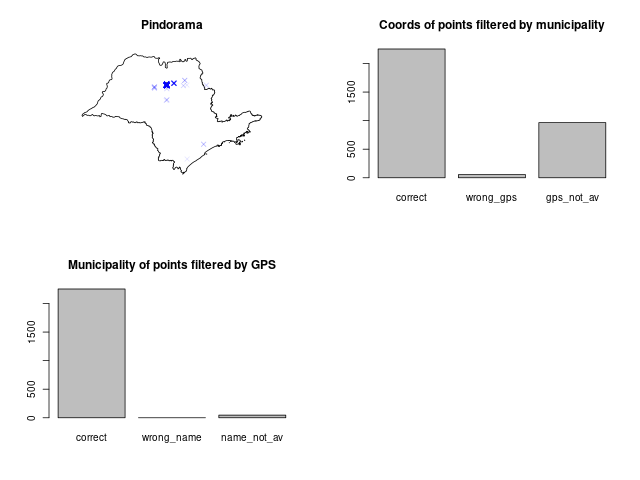 Pindorama
Coords of points filtered by municipality
1500
500
0
correct
wrong_gps
gps_not_av
Municipality of points filtered by GPS
1500
500
0
correct
wrong_name
name_not_av